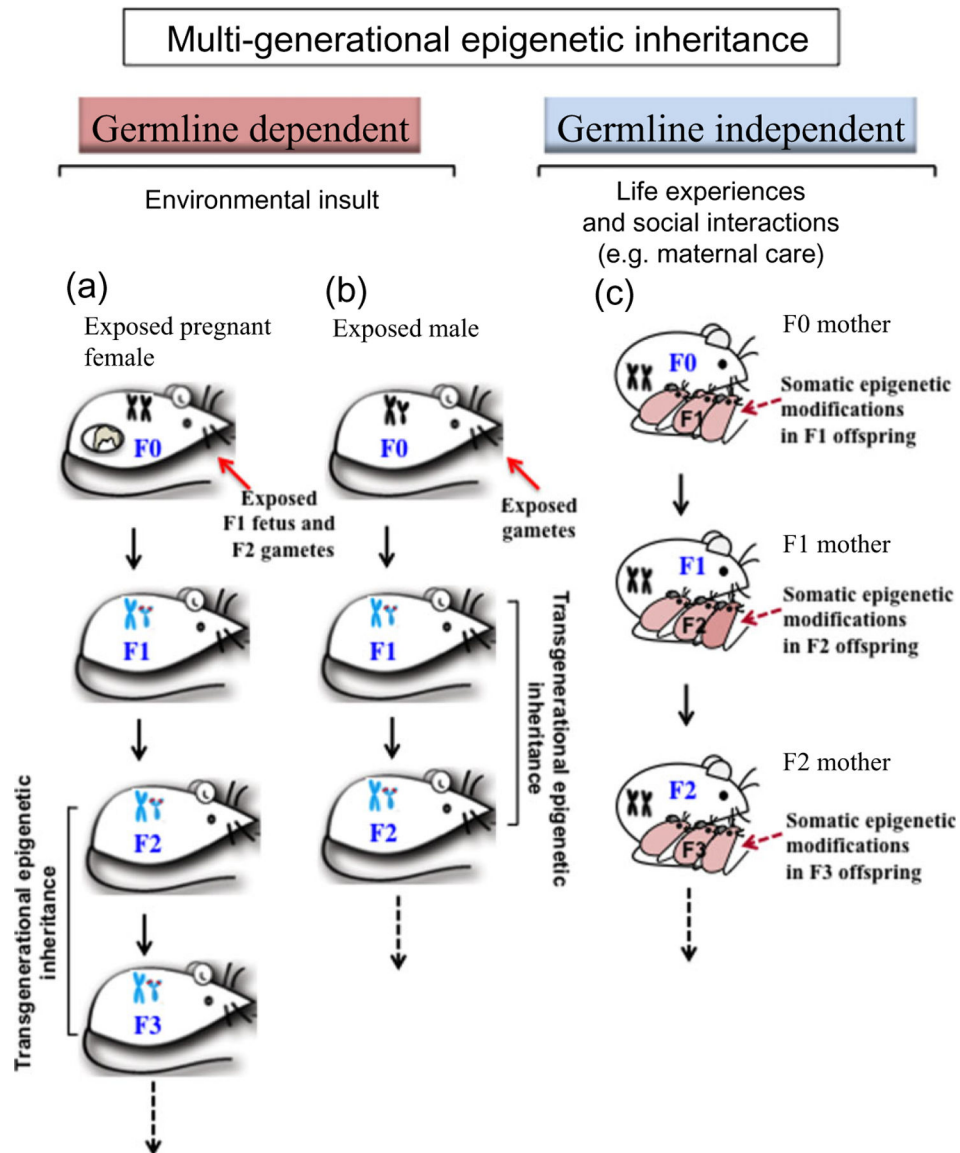 Multi-generational epigenetic inheritance
Germline dependent
Environmental insult
(a)
Exposed pregnant
female
F0
Exposed
F1 fetus and
F2 gametes
F1
F2
F3
Transgenerational epigenetic
inheritance
(b)
Exposed male
F0
Exposed
gametes
F1
F2
Transgenerational epigenetic
inheritance
Germline independent
Life experiences
and social interactions
(e.g. maternal care)
(c)
F0 mother
F0
F1
Somatic epigenetic
modifications
in F1 offspring
F1 mother
F1
F2
Somatic epigenetic
modifications
in F2 offspring
F2 mother
F2
F3
Somatic epigenetic
modifications
in F3 offspring